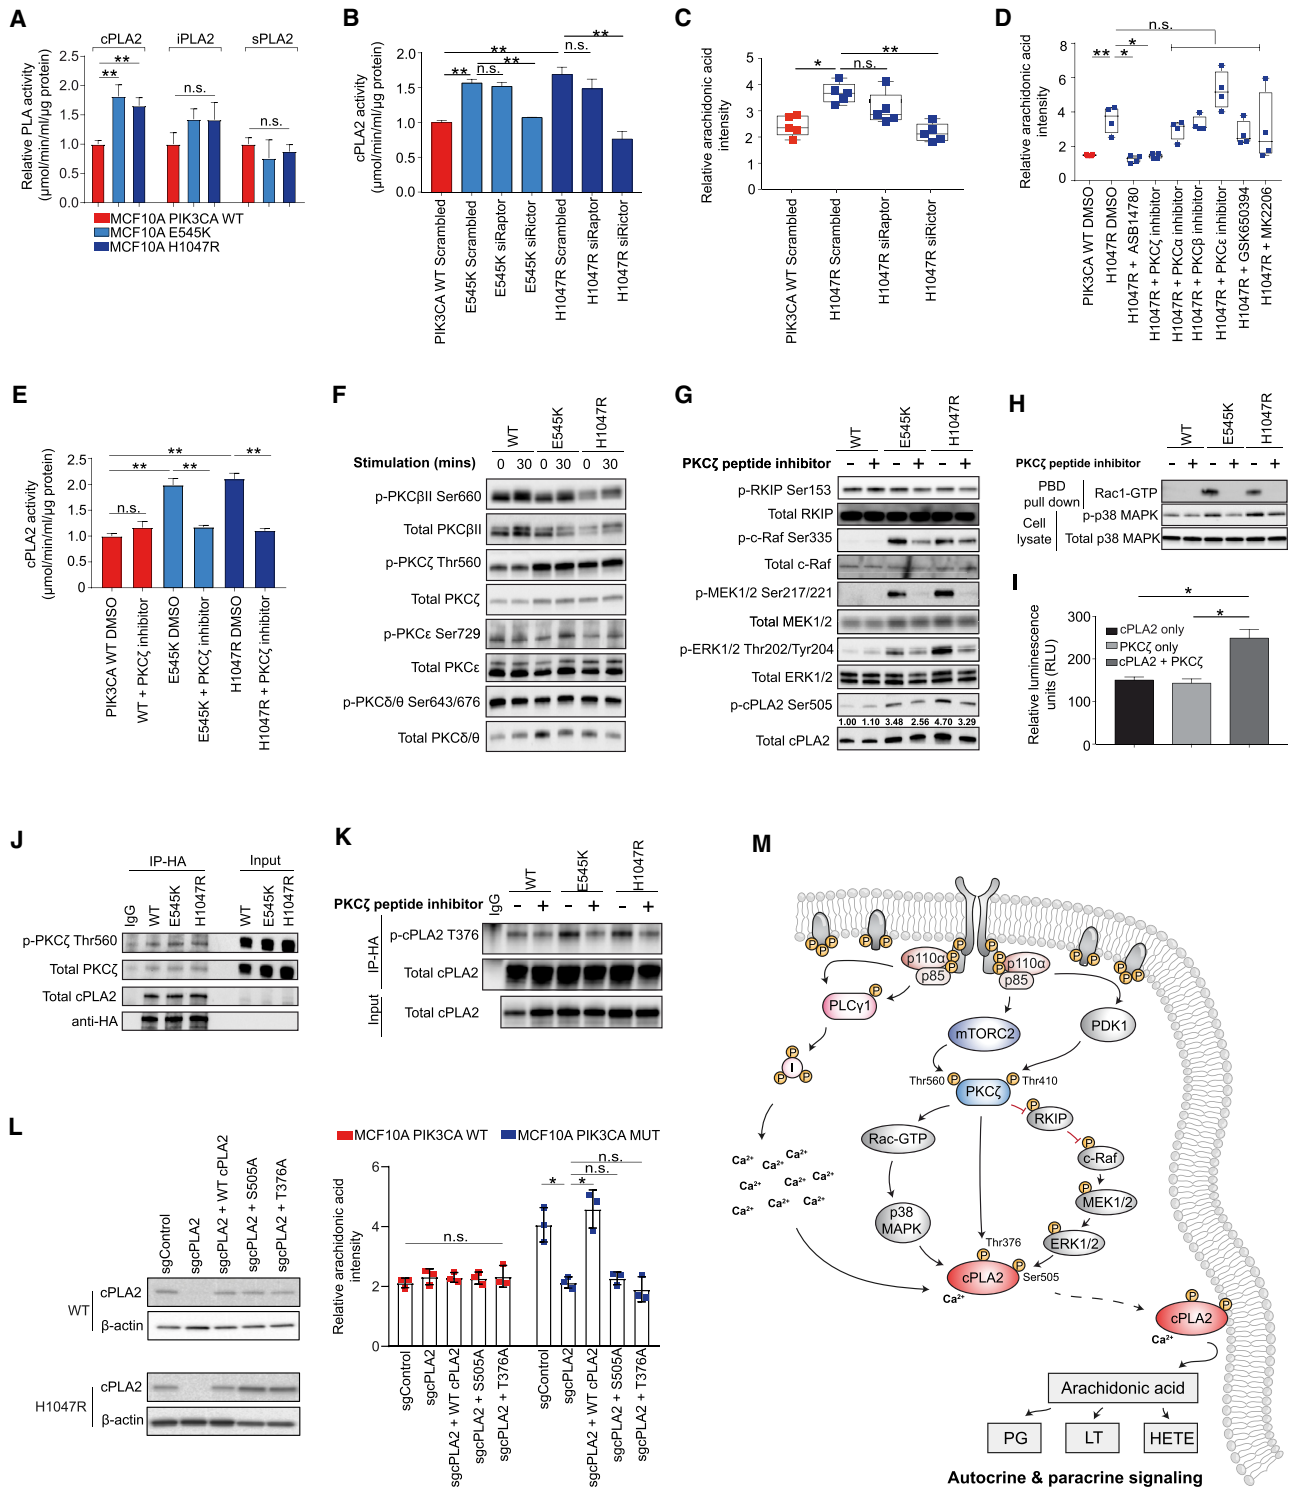 A
cPLA2 iPLA2 sPLA2
Relative PLA activity
(µmol/min/ml/µg protein)
2.5
2.0
1.5
1.0
0.5
0.0
**
**
n.s.
n.s.
MCF10A PIK3CA WT
MCF10A E545K
MCF10A H1047R
B
cPLA2 activity
(µmol/min/ml/µg protein)
2.0
1.5
1.0
0.5
0.0
**
**
** n.s. **
n.s.
**
PIK3CA WT Scrambled
E545K Scrambled
E545K siRaptor
E545K siRictor
H1047R Scrambled
H1047R siRaptor
H1047R siRictor
C
Relative arachidonic acid
intensity
5
4
3
2
1
0
**
* n.s.
PIK3CA WT Scrambled
H1047R Scrambled
H1047R siRaptor
H1047R siRictor
D
Relative arachidonic acid
intensity
8
6
4
2
0
n.s.
*
** *
PIK3CA WT DMSO
H1047R DMSO
H1047R + ASB14780
H1047R + PKCζ inhibitor
H1047R + PKCα inhibitor
H1047R + PKCβ inhibitor
H1047R + PKCε inhibitor
H1047R + GSK650394
H1047R + MK2206
E
cPLA2 activity
(µmol/min/ml/µg protein)
2.5
2.0
1.5
1.0
0.5
0
**
** ** **
n.s.
PIK3CA WT DMSO
WT + PKCζ inhibitor
E545K DMSO
E545K + PKCζ inhibitor
H1047R DMSO
H1047R + PKCζ inhibitor
F
WT E545K H1047R
Stimulation (mins) 0 30 0 30 0 30
p-PKCβII Ser660
Total PKCβII
p-PKCζ Thr560
Total PKCζ
p-PKCε Ser729
Total PKCε
p-PKCδ/θ Ser643/676
Total PKCδ/θ
G
WT E545K H1047R
PKCζ peptide inhibitor - + - + - +
p-RKIP Ser153
Total RKIP
p-c-Raf Ser335
Total c-Raf
p-MEK1/2 Ser217/221
Total MEK1/2
p-ERK1/2 Thr202/Tyr204
Total ERK1/2
p-cPLA2 Ser505
1.00 1.10 3.48 2.56 4.70 3.29
Total cPLA2
H
WT E545K H1047R
PKCζ peptide inhibitor - + - + - +
PBD
pull down
Rac1-GTP
Cell
lysate
p-p38 MAPK
Total p38 MAPK
I
Relative luminescence
units (RLU)
300
200
150
0
*
*
cPLA2 only
PKCζ only
cPLA2 + PKCζ
J
IP-HA Input
IgG WT E545K H1047R WT E545K H1047R
p-PKCζ Thr560
Total PKCζ
Total cPLA2
anti-HA
K
WT E545K H1047R
PKCζ peptide inhibitor IgG - + - + - +
IP-HA
p-cPLA2 T376
Total cPLA2
Input
Total cPLA2
L
sgControl
sgcPLA2
sgcPLA2 + WT cPLA2
sgcPLA2 + S505A
sgcPLA2 + T376A
WT
cPLA2
β-actin
H1047R
cPLA2
β-actin
MCF10A PIK3CA WT MCF10A PIK3CA MUT
Relative arachidonic acid
intensity
6
4
2
0
n.s.
n.s.
n.s.
* *
sgControl
sgcPLA2
sgcPLA2 + WT cPLA2
sgcPLA2 + S505A
sgcPLA2 + T376A
sgControl
sgcPLA2
sgcPLA2 + WT cPLA2
sgcPLA2 + S505A
sgcPLA2 + T376A
M
P P P P P P P P P P P P
p110α p110α
p85 p85
P
PLCγ1
mTORC2
PDK1
P
I
P P
Thr560 P P Thr410
PKCζ
P
RKIP
Rac-GTP
P
c-Raf
Ca²⁺ Ca²⁺ Ca²⁺
Ca²⁺ Ca²⁺ Ca²⁺
Ca²⁺ Ca²⁺ Ca²⁺
Ca²⁺ Ca²⁺ Ca²⁺
P
MEK1/2
p38
MAPK
P
ERK1/2
Thr376
P
P
cPLA2
Ser505
Ca²⁺
P P
cPLA2
Ca²⁺
Arachidonic acid
PG LT HETE
Autocrine & paracrine signaling